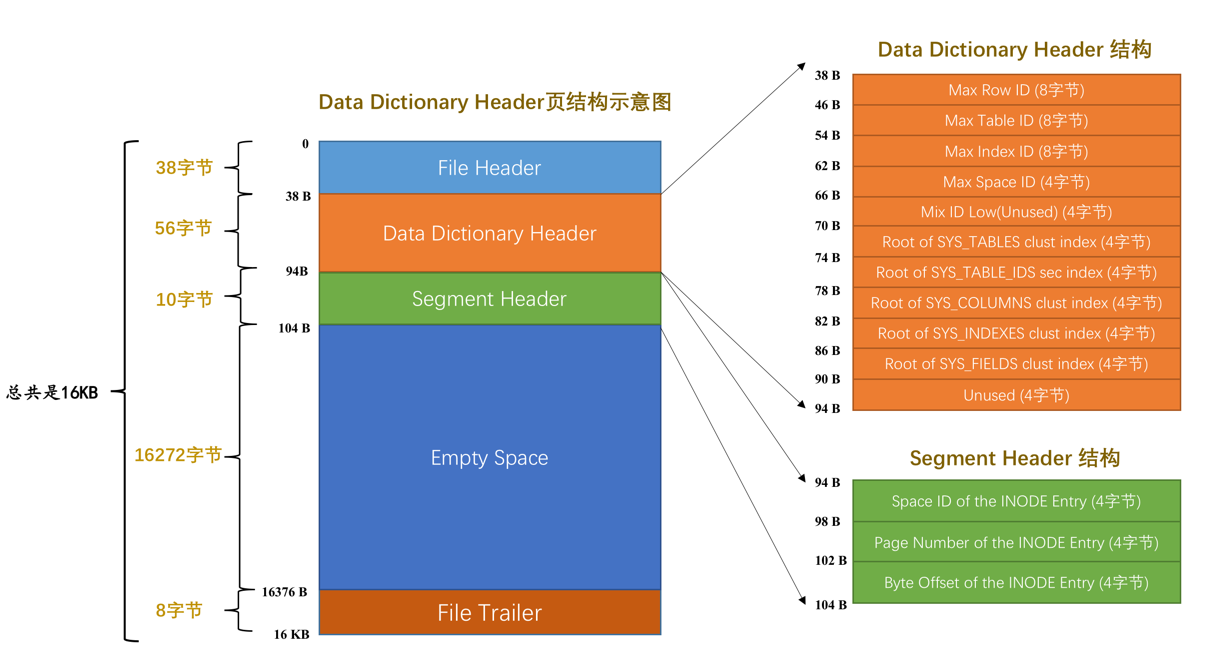 Data Dictionary Header页结构示意图
总共是16KB
38字节
56字节
10字节
16272字节
8字节
0
38 B
94B
104 B
16376 B
16 KB
File Header
Data Dictionary Header
Segment Header
Empty Space
File Trailer
Data Dictionary Header 结构
38 B
46 B
54 B
62 B
66 B
70 B
74 B
78 B
82 B
86 B
90 B
94 B
Max Row ID (8字节)
Max Table ID (8字节)
Max Index ID (8字节)
Max Space ID (4字节)
Mix ID Low(Unused) (4字节)
Root of SYS_TABLES clust index (4字节)
Root of SYS_TABLE_IDS sec index (4字节)
Root of SYS_COLUMNS clust index (4字节)
Root of SYS_INDEXES clust index (4字节)
Root of SYS_FIELDS clust index (4字节)
Unused (4字节)
Segment Header 结构
94 B
98 B
102 B
104 B
Space ID of the INODE Entry (4字节)
Page Number of the INODE Entry (4字节)
Byte Offset of the INODE Entry (4字节)